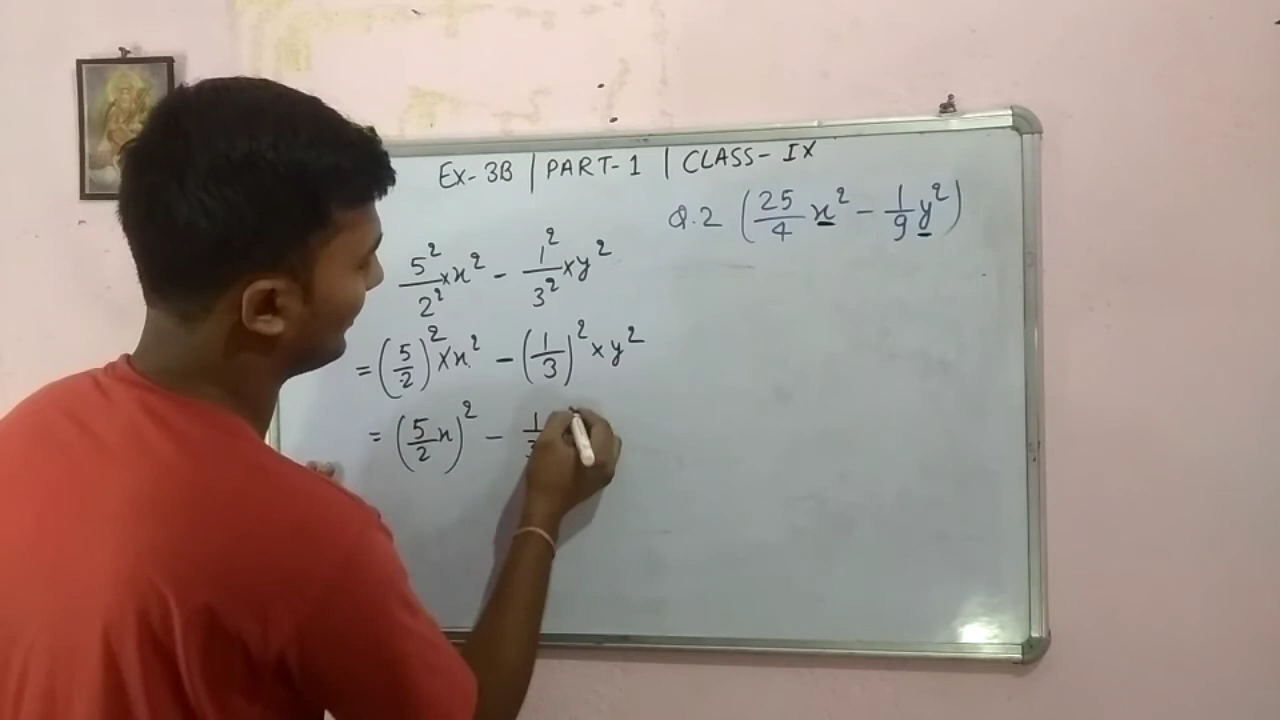 EX- 3B | PART- 1 | CLASS- IX
Q.2 (25/4 x² - 1/9 y²)
5²/2² × x² - 1²/3² × y²
= (5/2)² × x² - (1/3)² × y²
= (5/2 x)² - 1/3